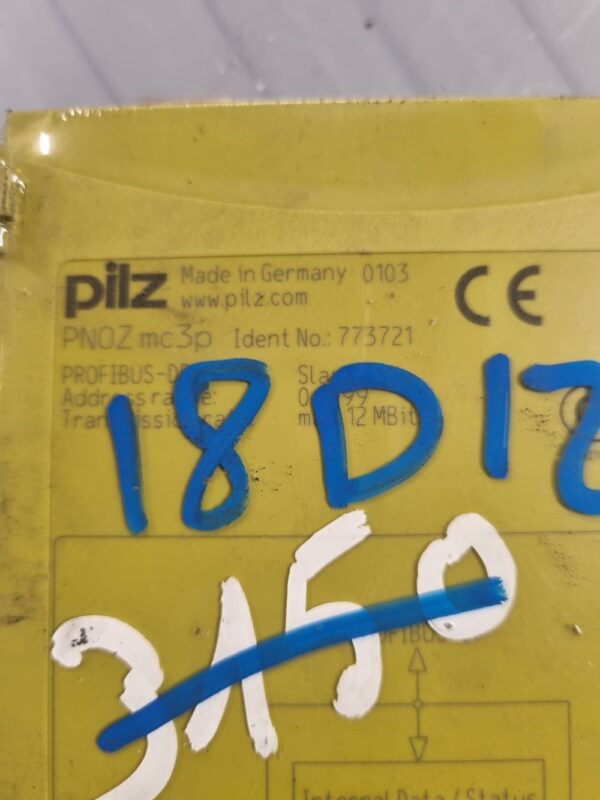 pilz Made in Germany 0103
www.pilz.com
CE
PNOZ mc3p Ident No.: 773721
PROFIBUS-DP
Address range:
12 MBit
18D12
3150
Internal Data / Status